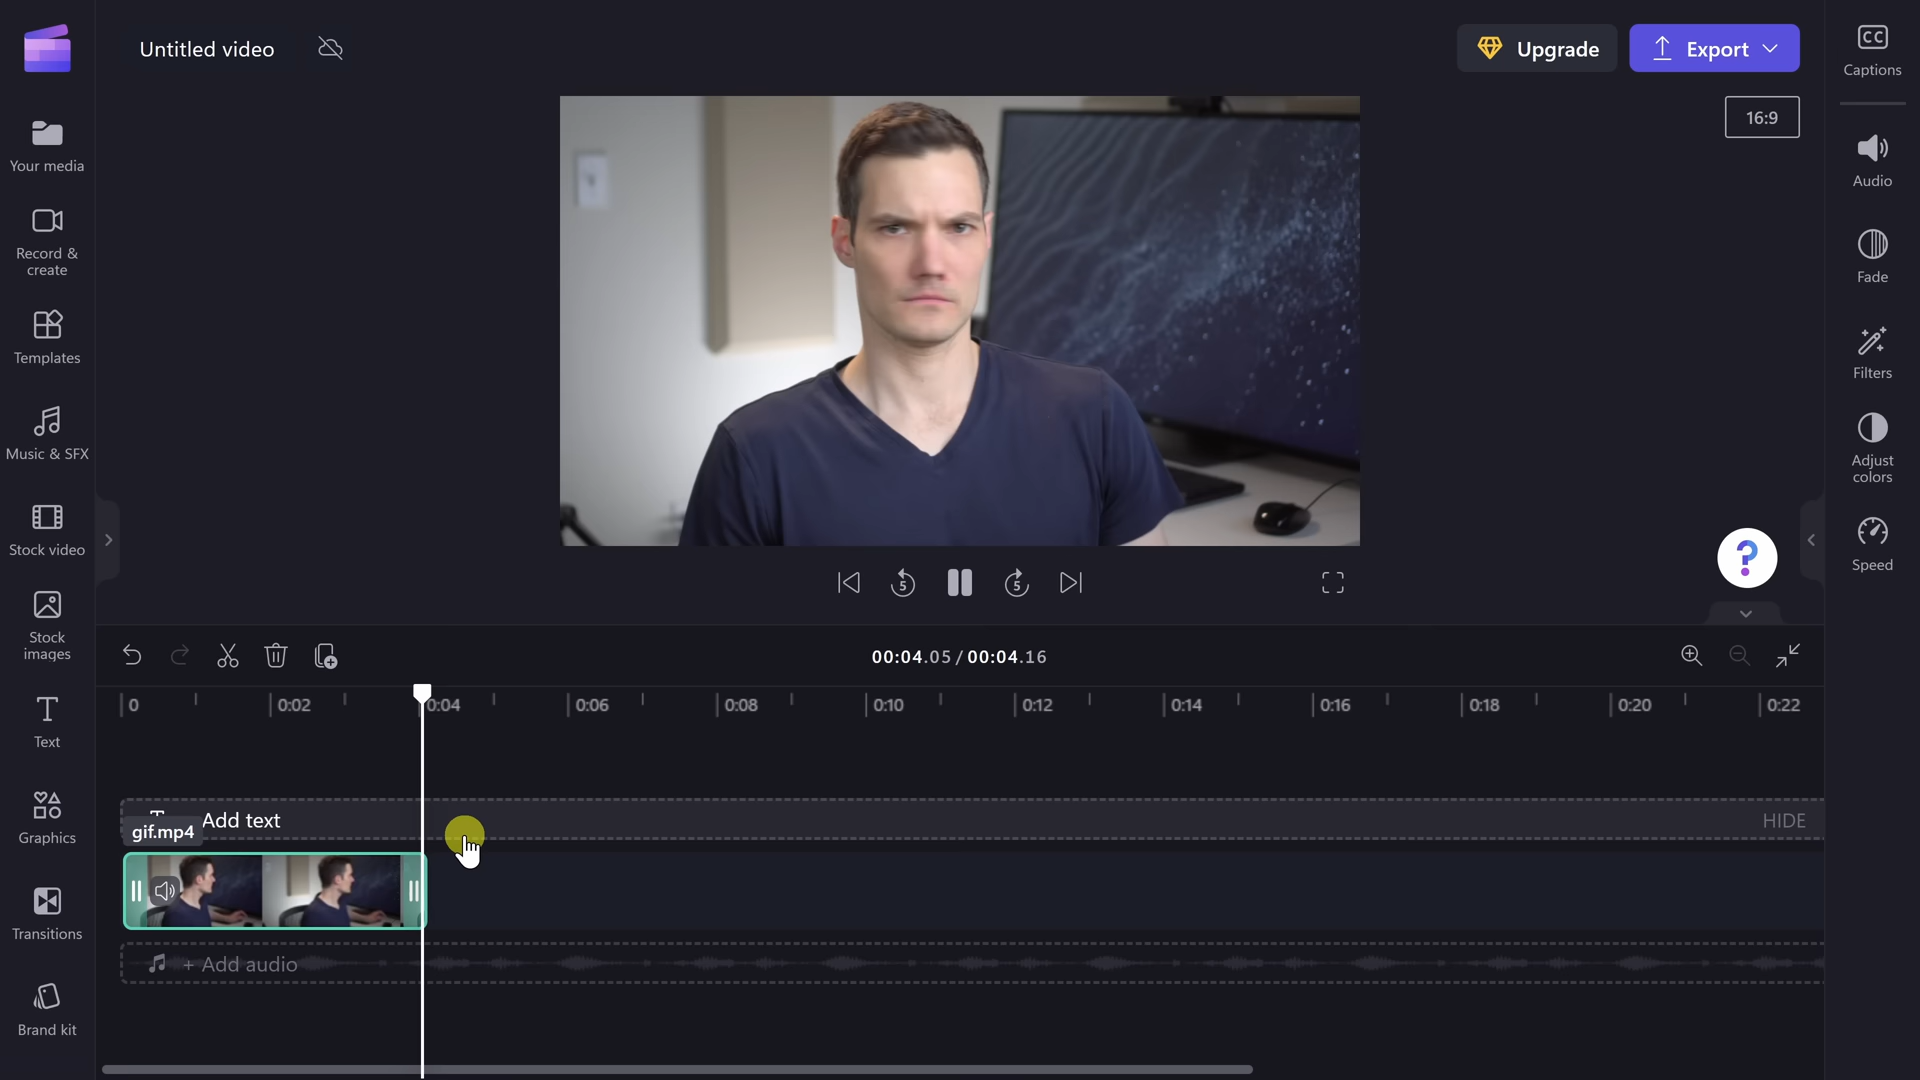 Untitled video
Upgrade
Export
CC
Captions
16:9
Your media
Audio
Record &
create
Fade
Templates
Filters
Music & SFX
Adjust
colors
Stock video
?
Speed
5
5
Stock
images
00:04.05 / 00:04.16
0
0:02
0:04
0:06
0:08
0:10
0:12
0:14
0:16
0:18
0:20
0:22
Text
Add text
HIDE
gif.mp4
Graphics
Transitions
+ Add audio
Brand kit